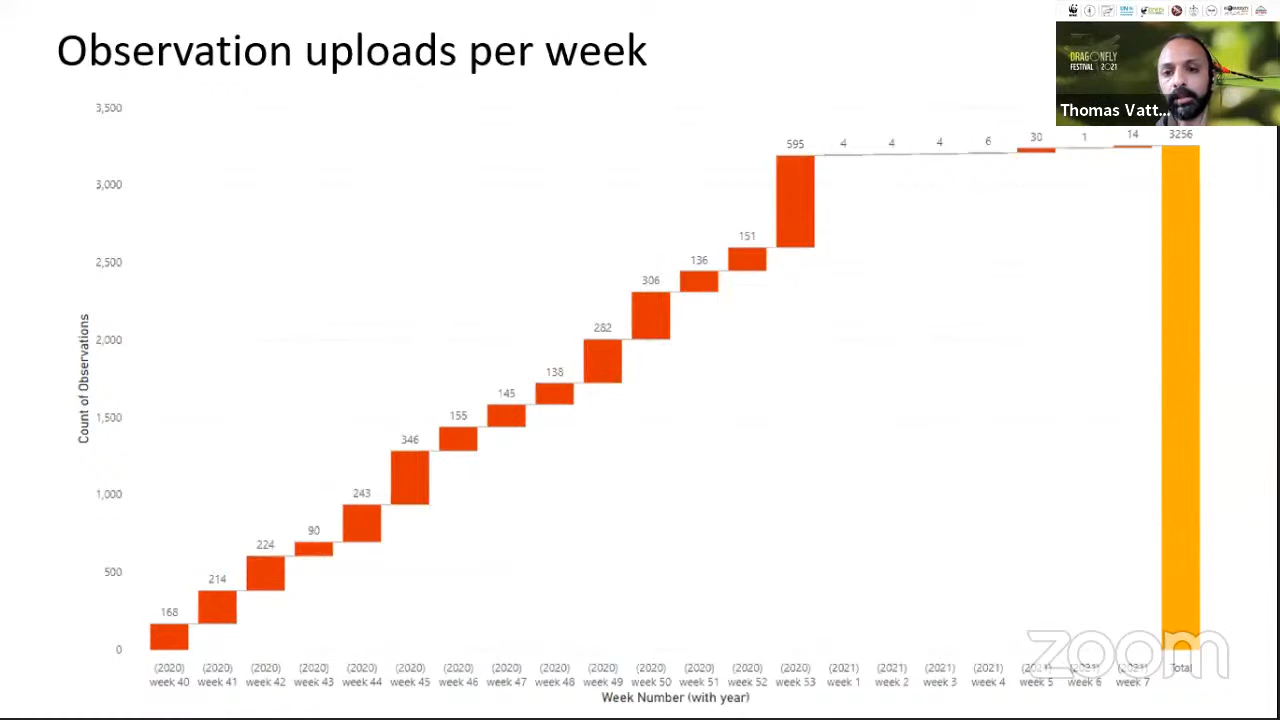 Observation uploads per week
DRAGONFLY
FESTIVAL 2021
Thomas Vatt...
3,500
3,000
2,500
2,000
1,500
1,000
500
0
Count of Observations
168
214
224
90
243
346
155
145
138
282
306
136
151
595
4
4
4
6
30
1
14
3256
(2020) week 40
(2020) week 41
(2020) week 42
(2020) week 43
(2020) week 44
(2020) week 45
(2020) week 46
(2020) week 47
(2020) week 48
(2020) week 49
(2020) week 50
(2020) week 51
(2020) week 52
(2020) week 53
(2021) week 1
(2021) week 2
(2021) week 3
(2021) week 4
(2021) week 5
(2021) week 6
(2021) week 7
Total
Week Number (with year)
zoom